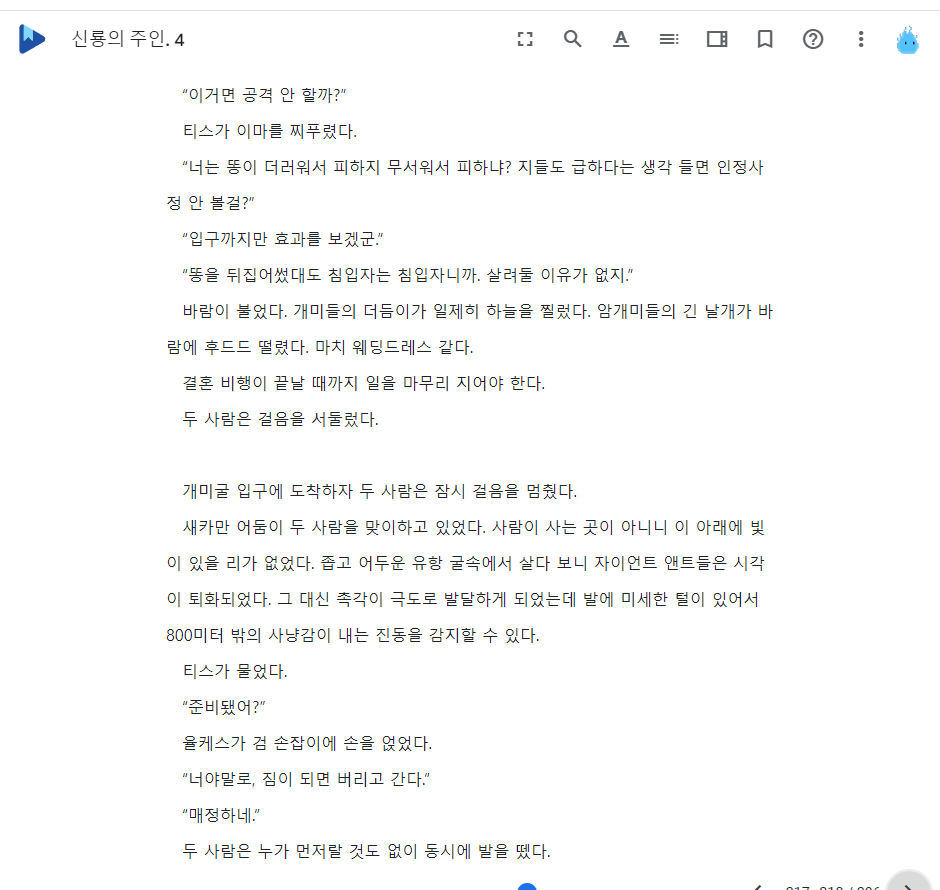 신룡의 주인. 4
“이거면 공격 안 할까?”
티스가 이마를 찌푸렸다.
“너는 똥이 더러워서 피하지 무서워서 피하냐? 지들도 급하다는 생각 들면 인정사
정 안 볼걸?”
“입구까지만 효과를 보겠군.”
“똥을 뒤집어썼대도 침입자는 침입자니까. 살려둘 이유가 없지.”
바람이 불었다. 개미들의 더듬이가 일제히 하늘을 찔렀다. 암개미들의 긴 날개가 바
람에 후드드 떨렸다. 마치 웨딩드레스 같다.
결혼 비행이 끝날 때까지 일을 마무리 지어야 한다.
두 사람은 걸음을 서둘렀다.
개미굴 입구에 도착하자 두 사람은 잠시 걸음을 멈췄다.
새카만 어둠이 두 사람을 맞이하고 있었다. 사람이 사는 곳이 아니니 이 아래에 빛
이 있을 리가 없었다. 좁고 어두운 유항 굴속에서 살다 보니 자이언트 앤트들은 시각
이 퇴화되었다. 그 대신 촉각이 극도로 발달하게 되었는데 발에 미세한 털이 있어서
800미터 밖의 사냥감이 내는 진동을 감지할 수 있다.
티스가 물었다.
“준비됐어?”
율케스가 검 손잡이에 손을 얹었다.
“너야말로, 짐이 되면 버리고 간다.”
“매정하네.”
두 사람은 누가 먼저랄 것도 없이 동시에 발을 뗐다.